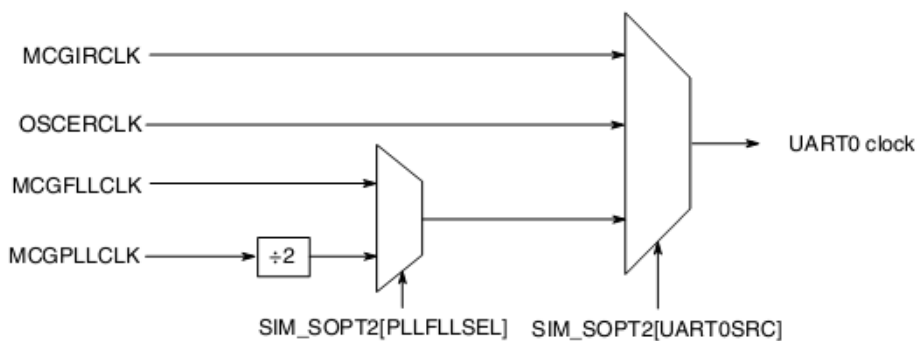 MCGIRCLK
OSCERCLK
UART0 clock
MCGFLLCLK
MCGPLLCLK
÷2
SIM_SOPT2[PLLFLLSEL]
SIM_SOPT2[UART0SRC]